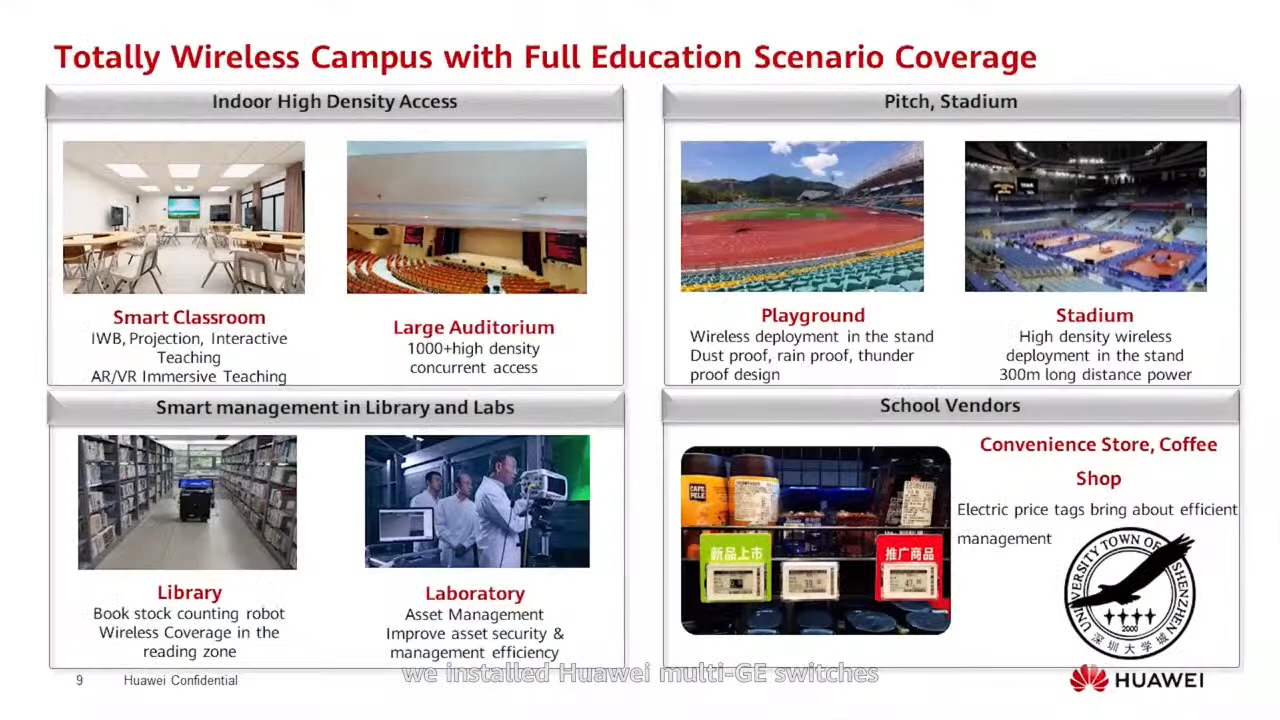 Totally Wireless Campus with Full Education Scenario Coverage
Indoor High Density Access
Smart Classroom
IWB, Projection, Interactive
Teaching
AR/VR Immersive Teaching
Large Auditorium
1000+high density
concurrent access
Pitch, Stadium
Playground
Wireless deployment in the stand
Dust proof, rain proof, thunder
proof design
Stadium
High density wireless
deployment in the stand
300m long distance power
Smart management in Library and Labs
Library
Book stock counting robot
Wireless Coverage in the
reading zone
Laboratory
Asset Management
Improve asset security &
management efficiency
School Vendors
CAFE
PELE
新品上市
推广商品
Convenience Store, Coffee
Shop
Electric price tags bring about efficient
management
UNIVERSITY TOWN OF SHENZHEN
2000
深圳大学城
we installed Huawei multi-GE switches
9
Huawei Confidential
HUAWEI